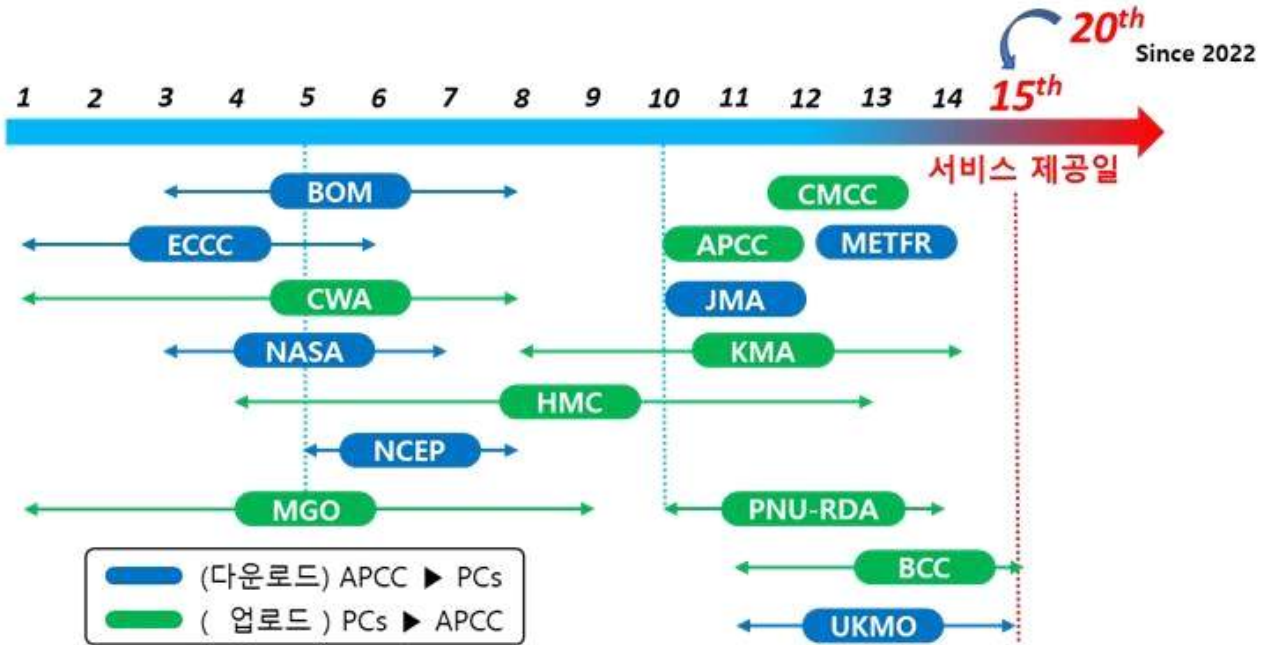 20th
Since 2022
1 2 3 4 5 6 7 8 9 10 11 12 13 14 15th
서비스 제공일
BOM
CMCC
ECCC
APCC
METFR
CWA
JMA
NASA
KMA
HMC
NCEP
MGO
PNU-RDA
BCC
UKMO
(다운로드) APCC ▶ PCs
( 업로드 ) PCs ▶ APCC